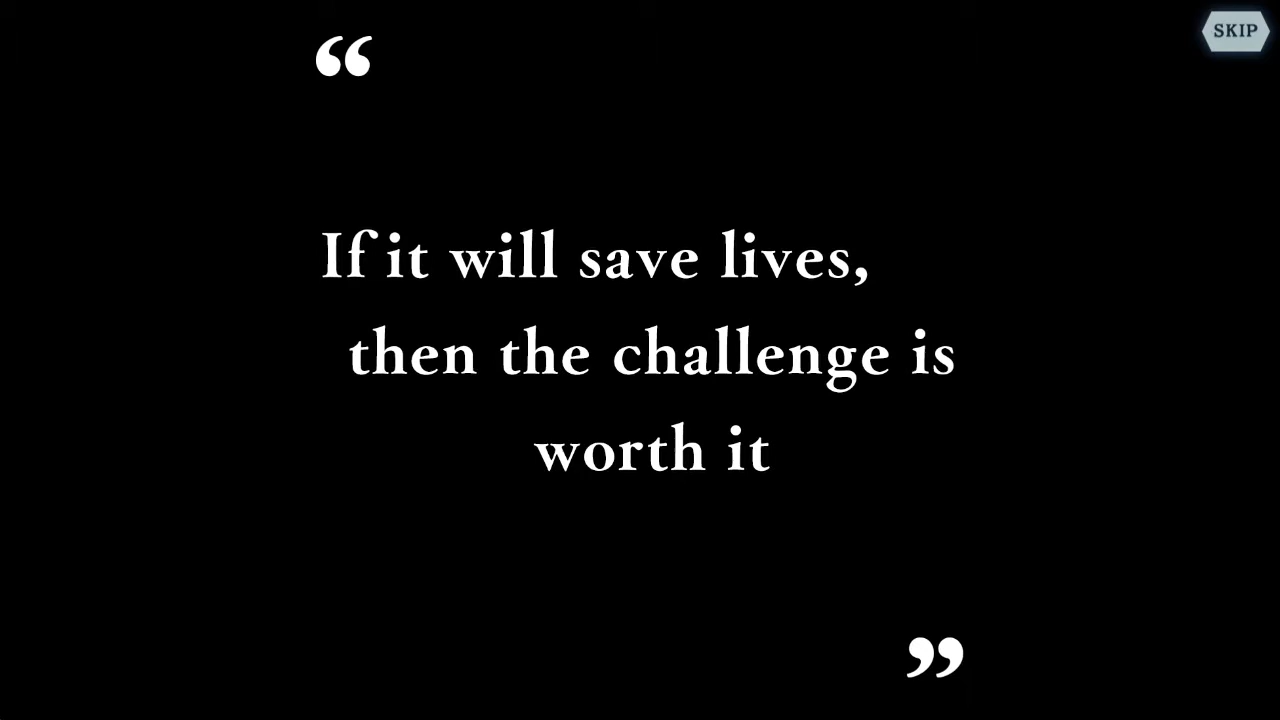 SKIP
“
If it will save lives,
then the challenge is
worth it
”